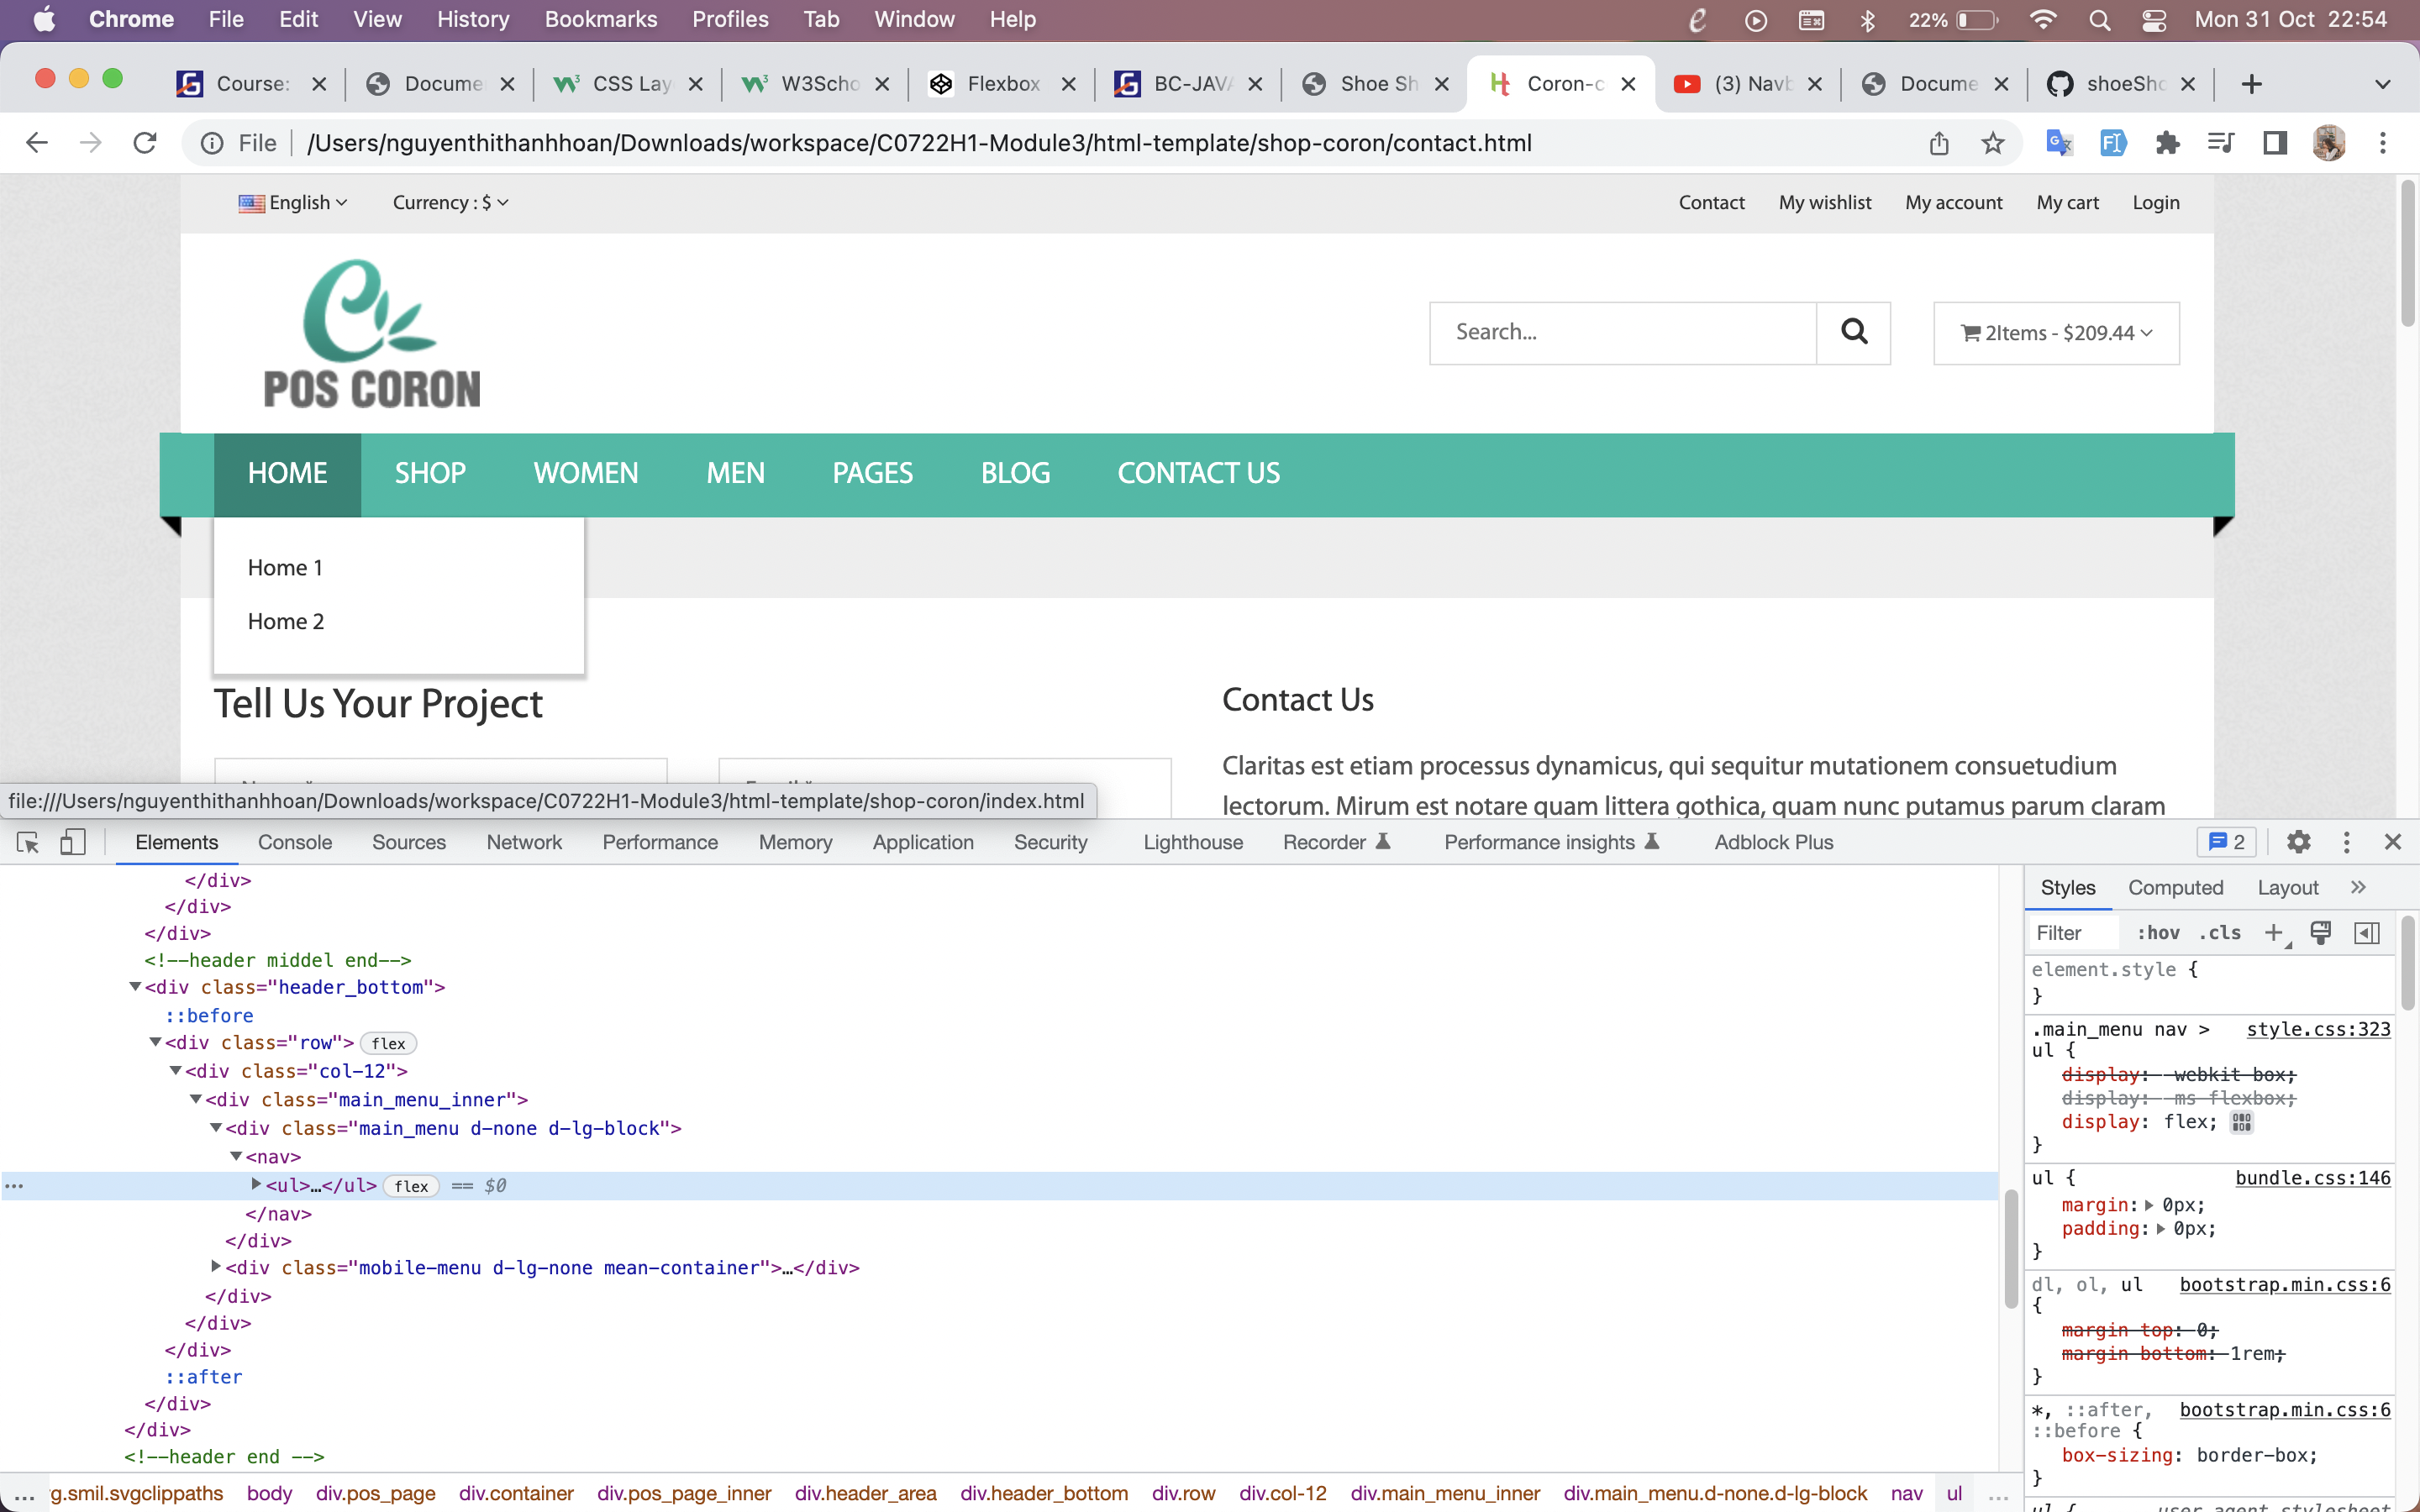 Chrome File Edit View History Bookmarks Profiles Tab Window Help 22% Mon 31 Oct 22:54
Course: Docume CSS Lay W3Scho Flexbox BC-JAVA Shoe Sh Coron-c (3) Navb Docume shoeSho
File /Users/nguyenthithanhhoan/Downloads/workspace/C0722H1-Module3/html-template/shop-coron/contact.html
English Currency : $ Contact My wishlist My account My cart Login
Search... 2Items - $209.44
POS CORON
HOME SHOP WOMEN MEN PAGES BLOG CONTACT US
Home 1
Home 2
Tell Us Your Project Contact Us
Claritas est etiam processus dynamicus, qui sequitur mutationem consuetudium
lectorum. Mirum est notare quam littera gothica, quam nunc putamus parum claram
file:///Users/nguyenthithanhhoan/Downloads/workspace/C0722H1-Module3/html-template/shop-coron/index.html
Elements Console Sources Network Performance Memory Application Security Lighthouse Recorder Performance insights Adblock Plus 2
</div>
</div>
</div>
<!--header middel end-->
<div class="header_bottom">
::before
<div class="row"> flex
<div class="col-12">
<div class="main_menu_inner">
<div class="main_menu d-none d-lg-block">
<nav>
<ul>…</ul> flex == $0
</nav>
</div>
<div class="mobile-menu d-lg-none mean-container">…</div>
</div>
</div>
</div>
::after
</div>
</div>
<!--header end -->
... rg.smil.svgclippaths body div.pos_page div.container div.pos_page_inner div.header_area div.header_bottom div.row div.col-12 div.main_menu_inner div.main_menu.d-none.d-lg-block nav ul ...
Styles Computed Layout
Filter :hov .cls
element.style {
}
.main_menu nav > style.css:323
ul {
display: -webkit-box;
display: -ms-flexbox;
display: flex;
}
ul { bundle.css:146
margin: 0px;
padding: 0px;
}
dl, ol, ul bootstrap.min.css:6
{
margin-top: 0;
margin-bottom: 1rem;
}
*, ::after, bootstrap.min.css:6
::before {
box-sizing: border-box;
}
ul { user agent stylesheet